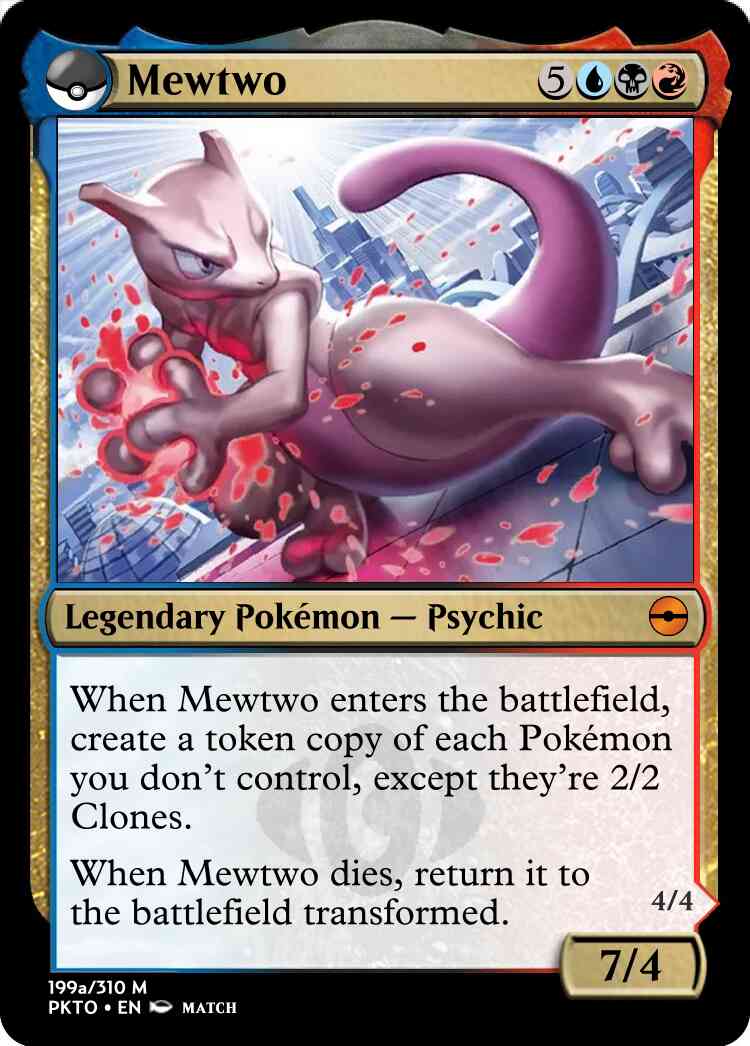 Mewtwo 5
Legendary Pokémon — Psychic
When Mewtwo enters the battlefield,
create a token copy of each Pokémon
you don't control, except they're 2/2
Clones.
When Mewtwo dies, return it to
the battlefield transformed.
4/4
7/4
199a/310 M
PKTO • EN MATCH